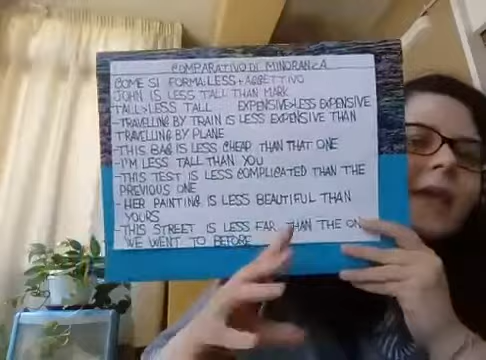 COMPARATIVO DI MINORANZA
COME SI FORMA: LESS + AGGETTIVO
JOHN IS LESS TALL THAN MARK
TALL>LESS TALL EXPENSIVE>LESS EXPENSIVE
-TRAVELLING BY TRAIN IS LESS EXPENSIVE THAN
TRAVELLING BY PLANE
-THIS BAG IS LESS CHEAP THAN THAT ONE
-I'M LESS TALL THAN YOU
-THIS TEST IS LESS COMPLICATED THAN THE
PREVIOUS ONE
-HER PAINTING IS LESS BEAUTIFUL THAN
YOURS
-THIS STREET IS LESS FAR THAN THE
WE WENT TO BEFORE